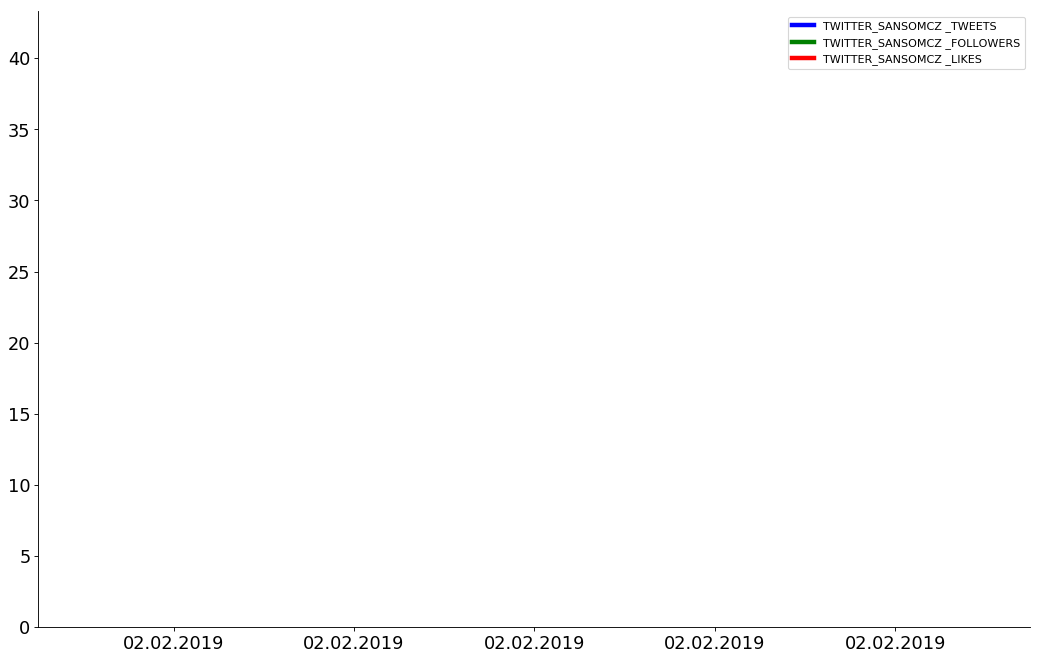 TWITTER_SANSOMCZ _TWEETS
TWITTER_SANSOMCZ _FOLLOWERS
TWITTER_SANSOMCZ _LIKES
40
35
30
25
20
15
10
5
0
02.02.2019 02.02.2019 02.02.2019 02.02.2019 02.02.2019